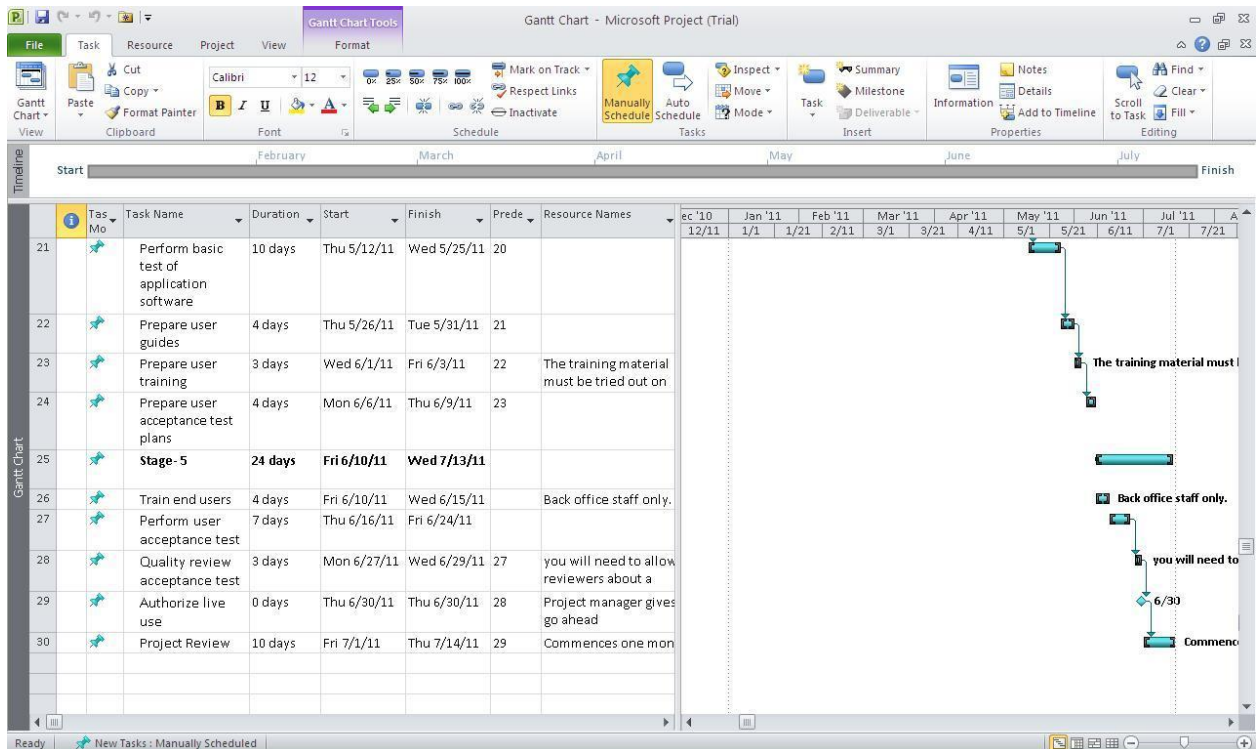 Gantt Chart Tools
Gantt Chart - Microsoft Project (Trial)
File Task Resource Project View Format
Gantt Chart
View
Paste
Cut
Copy
Format Painter
Clipboard
Calibri 12
B I U A
Font
0% 25% 50% 75% 100%
Mark on Track
Respect Links
Inactivate
Schedule
Manually Schedule
Auto Schedule
Inspect
Move
Mode
Tasks
Task
Summary
Milestone
Deliverable
Insert
Information
Notes
Details
Add to Timeline
Properties
Scroll to Task
Find
Clear
Fill
Editing
Timeline
February March April May June July
Start Finish
Gantt Chart
Tas Mo Task Name Duration Start Finish Prede Resource Names
ec '10 Jan '11 Feb '11 Mar '11 Apr '11 May '11 Jun '11 Jul '11 A
12/11 1/1 1/21 2/11 3/1 3/21 4/11 5/1 5/21 6/11 7/1 7/21
21 Perform basic test of application software 10 days Thu 5/12/11 Wed 5/25/11 20
22 Prepare user guides 4 days Thu 5/26/11 Tue 5/31/11 21
23 Prepare user training 3 days Wed 6/1/11 Fri 6/3/11 22 The training material must be tried out on
The training material must
24 Prepare user acceptance test plans 4 days Mon 6/6/11 Thu 6/9/11 23
25 Stage- 5 24 days Fri 6/10/11 Wed 7/13/11
26 Train end users 4 days Fri 6/10/11 Wed 6/15/11 Back office staff only.
Back office staff only.
27 Perform user acceptance test 7 days Thu 6/16/11 Fri 6/24/11
28 Quality review acceptance test 3 days Mon 6/27/11 Wed 6/29/11 27 you will need to allow reviewers about a
you will need to
29 Authorize live use 0 days Thu 6/30/11 Thu 6/30/11 28 Project manager gives go ahead
6/30
30 Project Review 10 days Fri 7/1/11 Thu 7/14/11 29 Commences one mon
Commenc
Ready New Tasks : Manually Scheduled